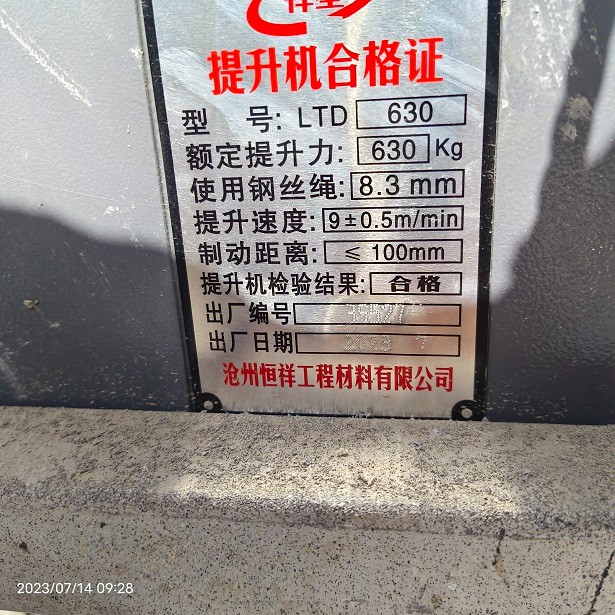 提升机合格证
型 号: LTD 630
额定提升力: 630 Kg
使用钢丝绳: 8.3 mm
提升速度: 9±0.5m/min
制动距离: ≤ 100mm
提升机检验结果: 合格
出厂编号 39527
出厂日期
沧州恒祥工程材料有限公司
2023/07/14 09:28